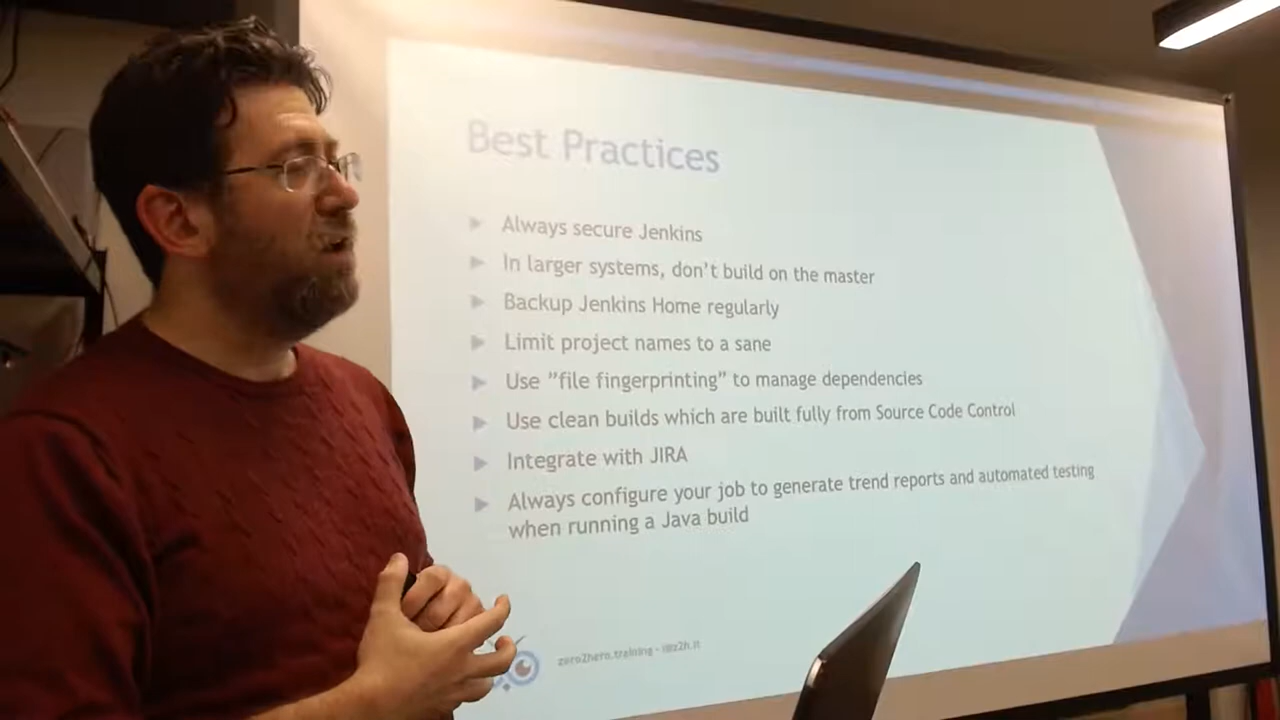 Best Practices
Always secure Jenkins
In larger systems, don't build on the master
Backup Jenkins Home regularly
Limit project names to a sane
Use ”file fingerprinting” to manage dependencies
Use clean builds which are built fully from Source Code Control
Integrate with JIRA
Always configure your job to generate trend reports and automated testing
when running a Java build
zero2hero.training -